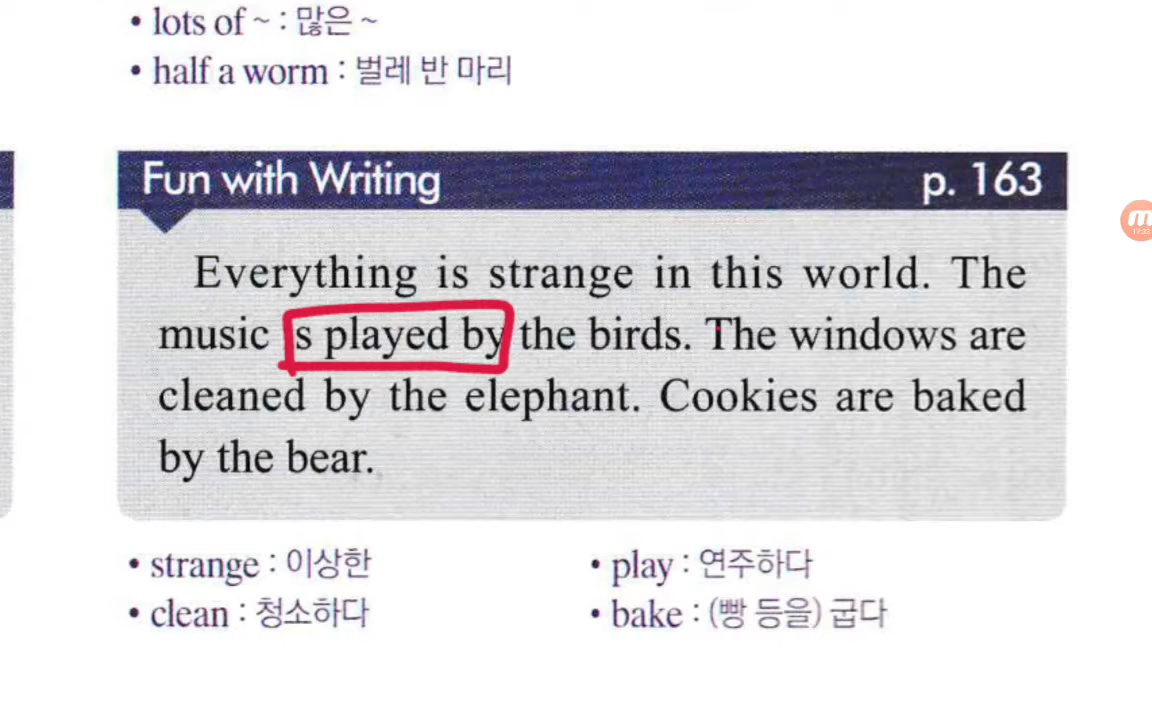 • lots of ~ : 많은 ~
• half a worm : 벌레 반 마리
Fun with Writing p. 163
Everything is strange in this world. The
music is played by the birds. The windows are
cleaned by the elephant. Cookies are baked
by the bear.
• strange : 이상한 • play : 연주하다
• clean : 청소하다 • bake : (빵 등을) 굽다